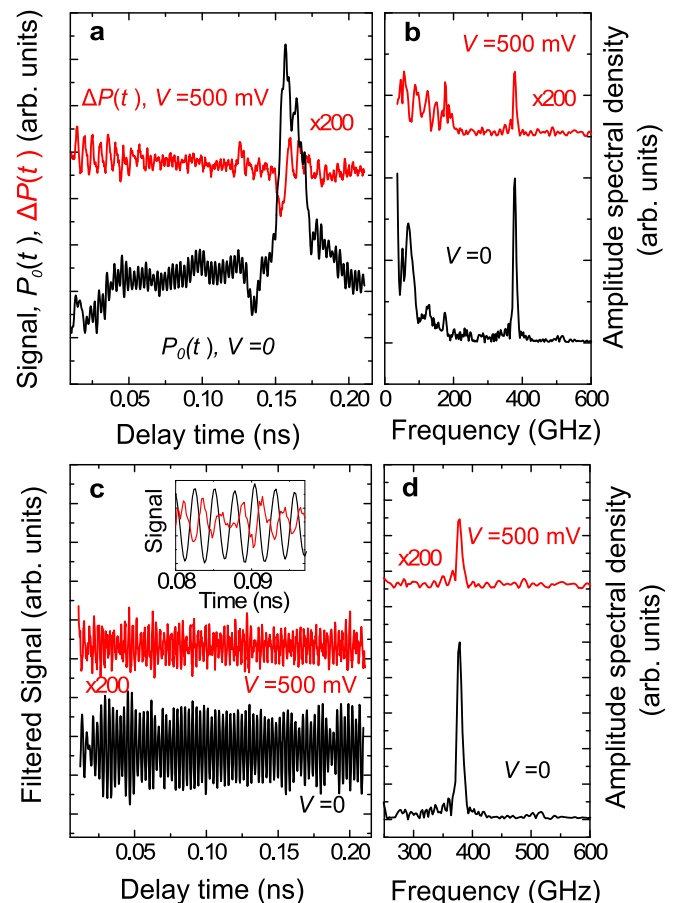 a
ΔP(t), V=500 mV
x200
P₀(t), V=0
Signal, P₀(t), ΔP(t) (arb. units)
0.05 0.10 0.15 0.20
Delay time (ns)
b
V=500 mV
x200
V=0
Amplitude spectral density
(arb. units)
0 200 400 600
Frequency (GHz)
c
Signal
0.08 0.09
Time (ns)
x200
V=500 mV
V=0
Filtered Signal (arb. units)
0.05 0.10 0.15 0.20
Delay time (ns)
d
x200
V=500 mV
V=0
Amplitude spectral density
(arb. units)
300 400 500 600
Frequency (GHz)